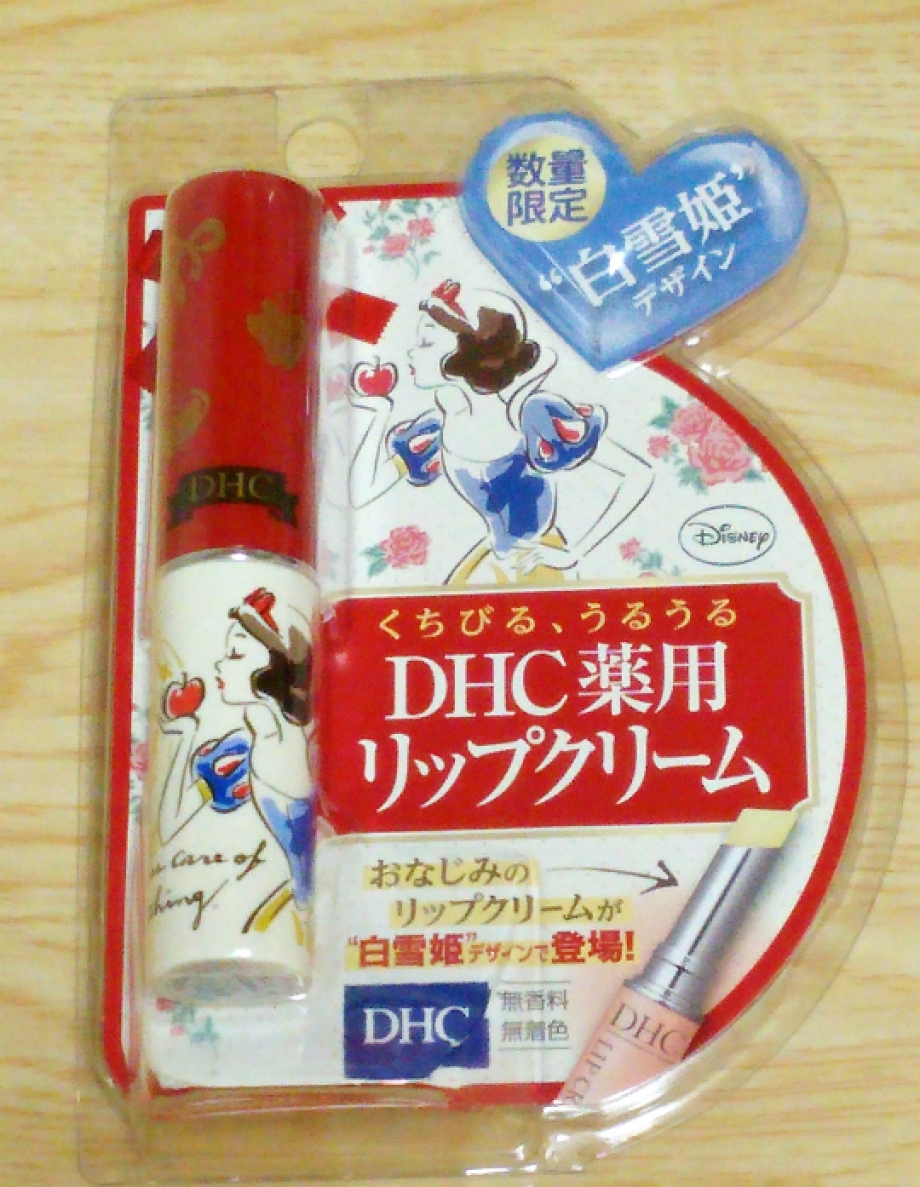 数量
限定
“白雪姫”
デザイン
DHC
DISNEY
くちびる、うるうる
DHC 薬用
リップクリーム
care of
おなじみの
リップクリームが
“白雪姫”デザインで登場!
DHC
無香料
無着色
DHC